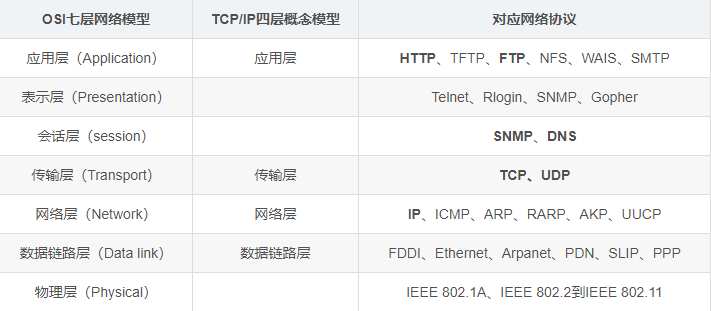 OSI七层网络模型 TCP/IP四层概念模型 对应网络协议
应用层（Application） 应用层 HTTP、TFTP、FTP、NFS、WAIS、SMTP
表示层（Presentation） Telnet、Rlogin、SNMP、Gopher
会话层（session） SNMP、DNS
传输层（Transport） 传输层 TCP、UDP
网络层（Network） 网络层 IP、ICMP、ARP、RARP、AKP、UUCP
数据链路层（Data link） 数据链路层 FDDI、Ethernet、Arpanet、PDN、SLIP、PPP
物理层（Physical） IEEE 802.1A、IEEE 802.2到IEEE 802.11